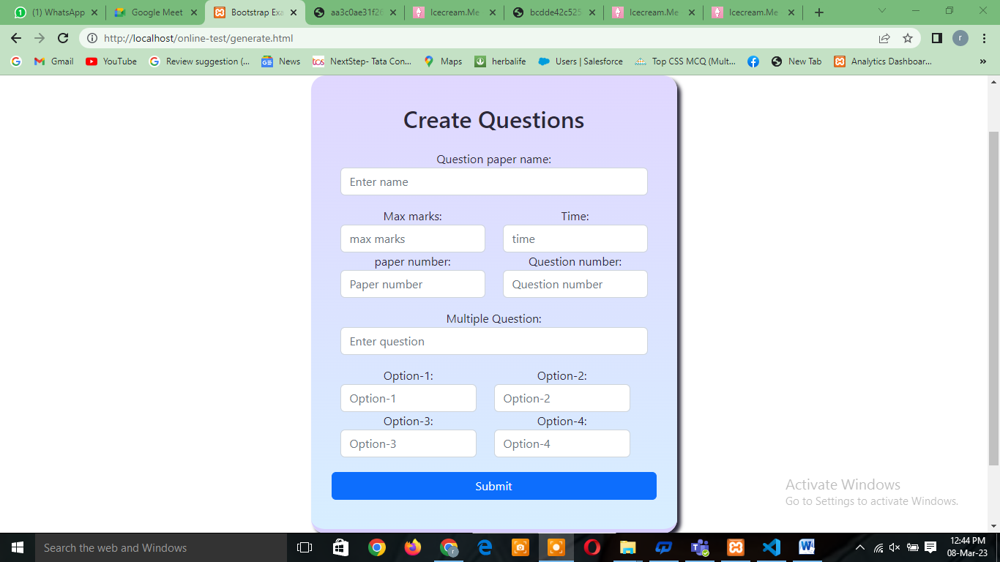 (1) WhatsApp
Google Meet
Bootstrap Exa
aa3c0ae31f26
Icecream.Me
bcdde42c525
Icecream.Me
Icecream.Me
http://localhost/online-test/generate.html
r
Gmail
YouTube
Review suggestion (...
News
NextStep- Tata Con...
Maps
herbalife
Users | Salesforce
Top CSS MCQ (Mult...
New Tab
Analytics Dashboar...
»
Create Questions
Question paper name:
Enter name
Max marks: Time:
max marks time
paper number: Question number:
Paper number Question number
Multiple Question:
Enter question
Option-1: Option-2:
Option-1 Option-2
Option-3: Option-4:
Option-3 Option-4
Submit
Activate Windows
Go to Settings to activate Windows.
Search the web and Windows
12:44 PM
08-Mar-23